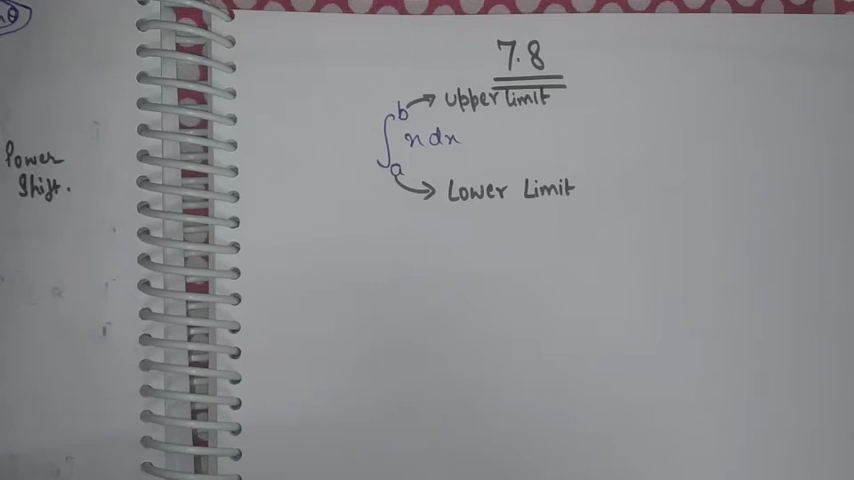 θ
Power
Shift.
7.8
b → Upper limit
∫ x dx
a → Lower Limit